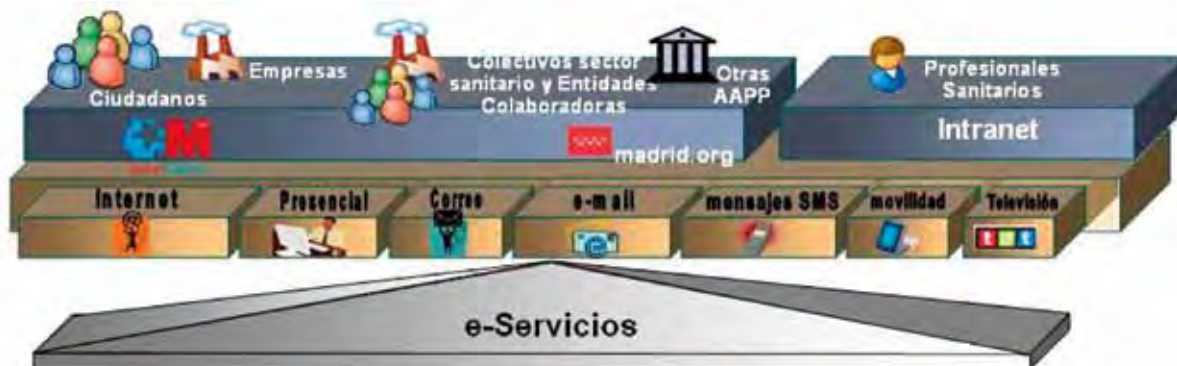 Ciudadanos
Empresas
Colectivos sector
sanitario y Entidades
Colaboradoras
Otras
AAPP
Profesionales
Sanitarios
M
madrid.org
Intranet
Internet
Presencial
Correo
e-mail
mensajes SMS
movilidad
Televisión
e-Servicios